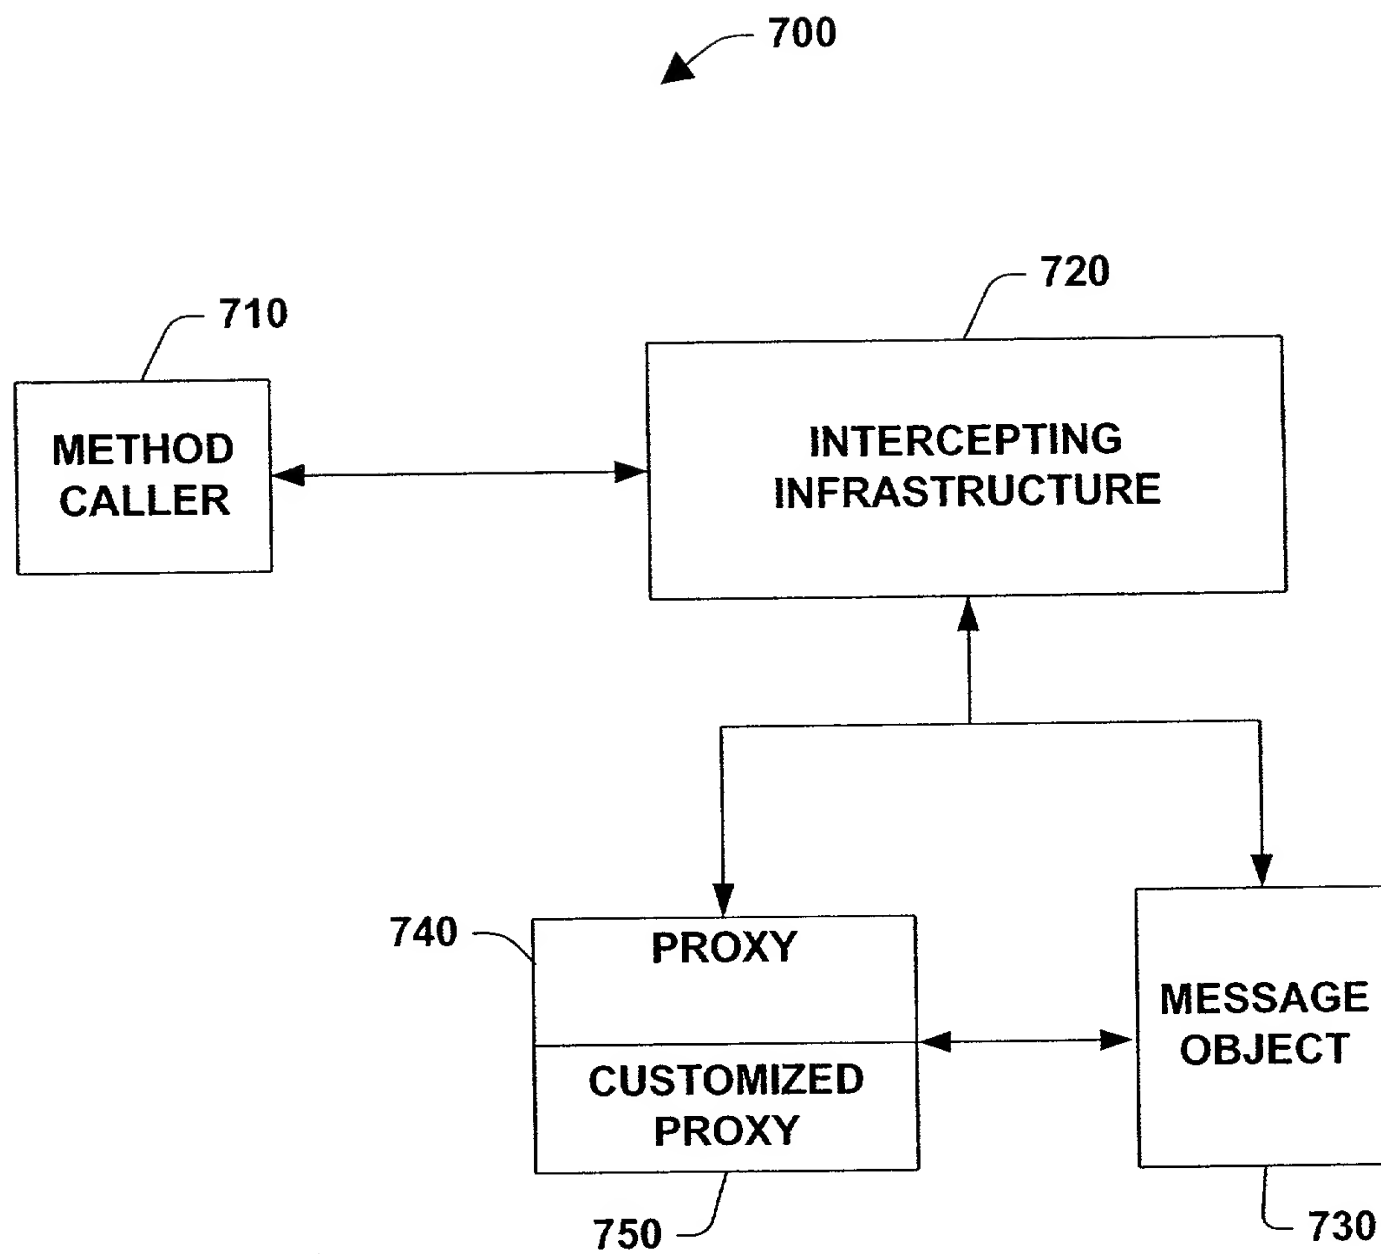 700
720
710
METHOD
CALLER
INTERCEPTING
INFRASTRUCTURE
740
PROXY
MESSAGE
OBJECT
CUSTOMIZED
PROXY
750
730